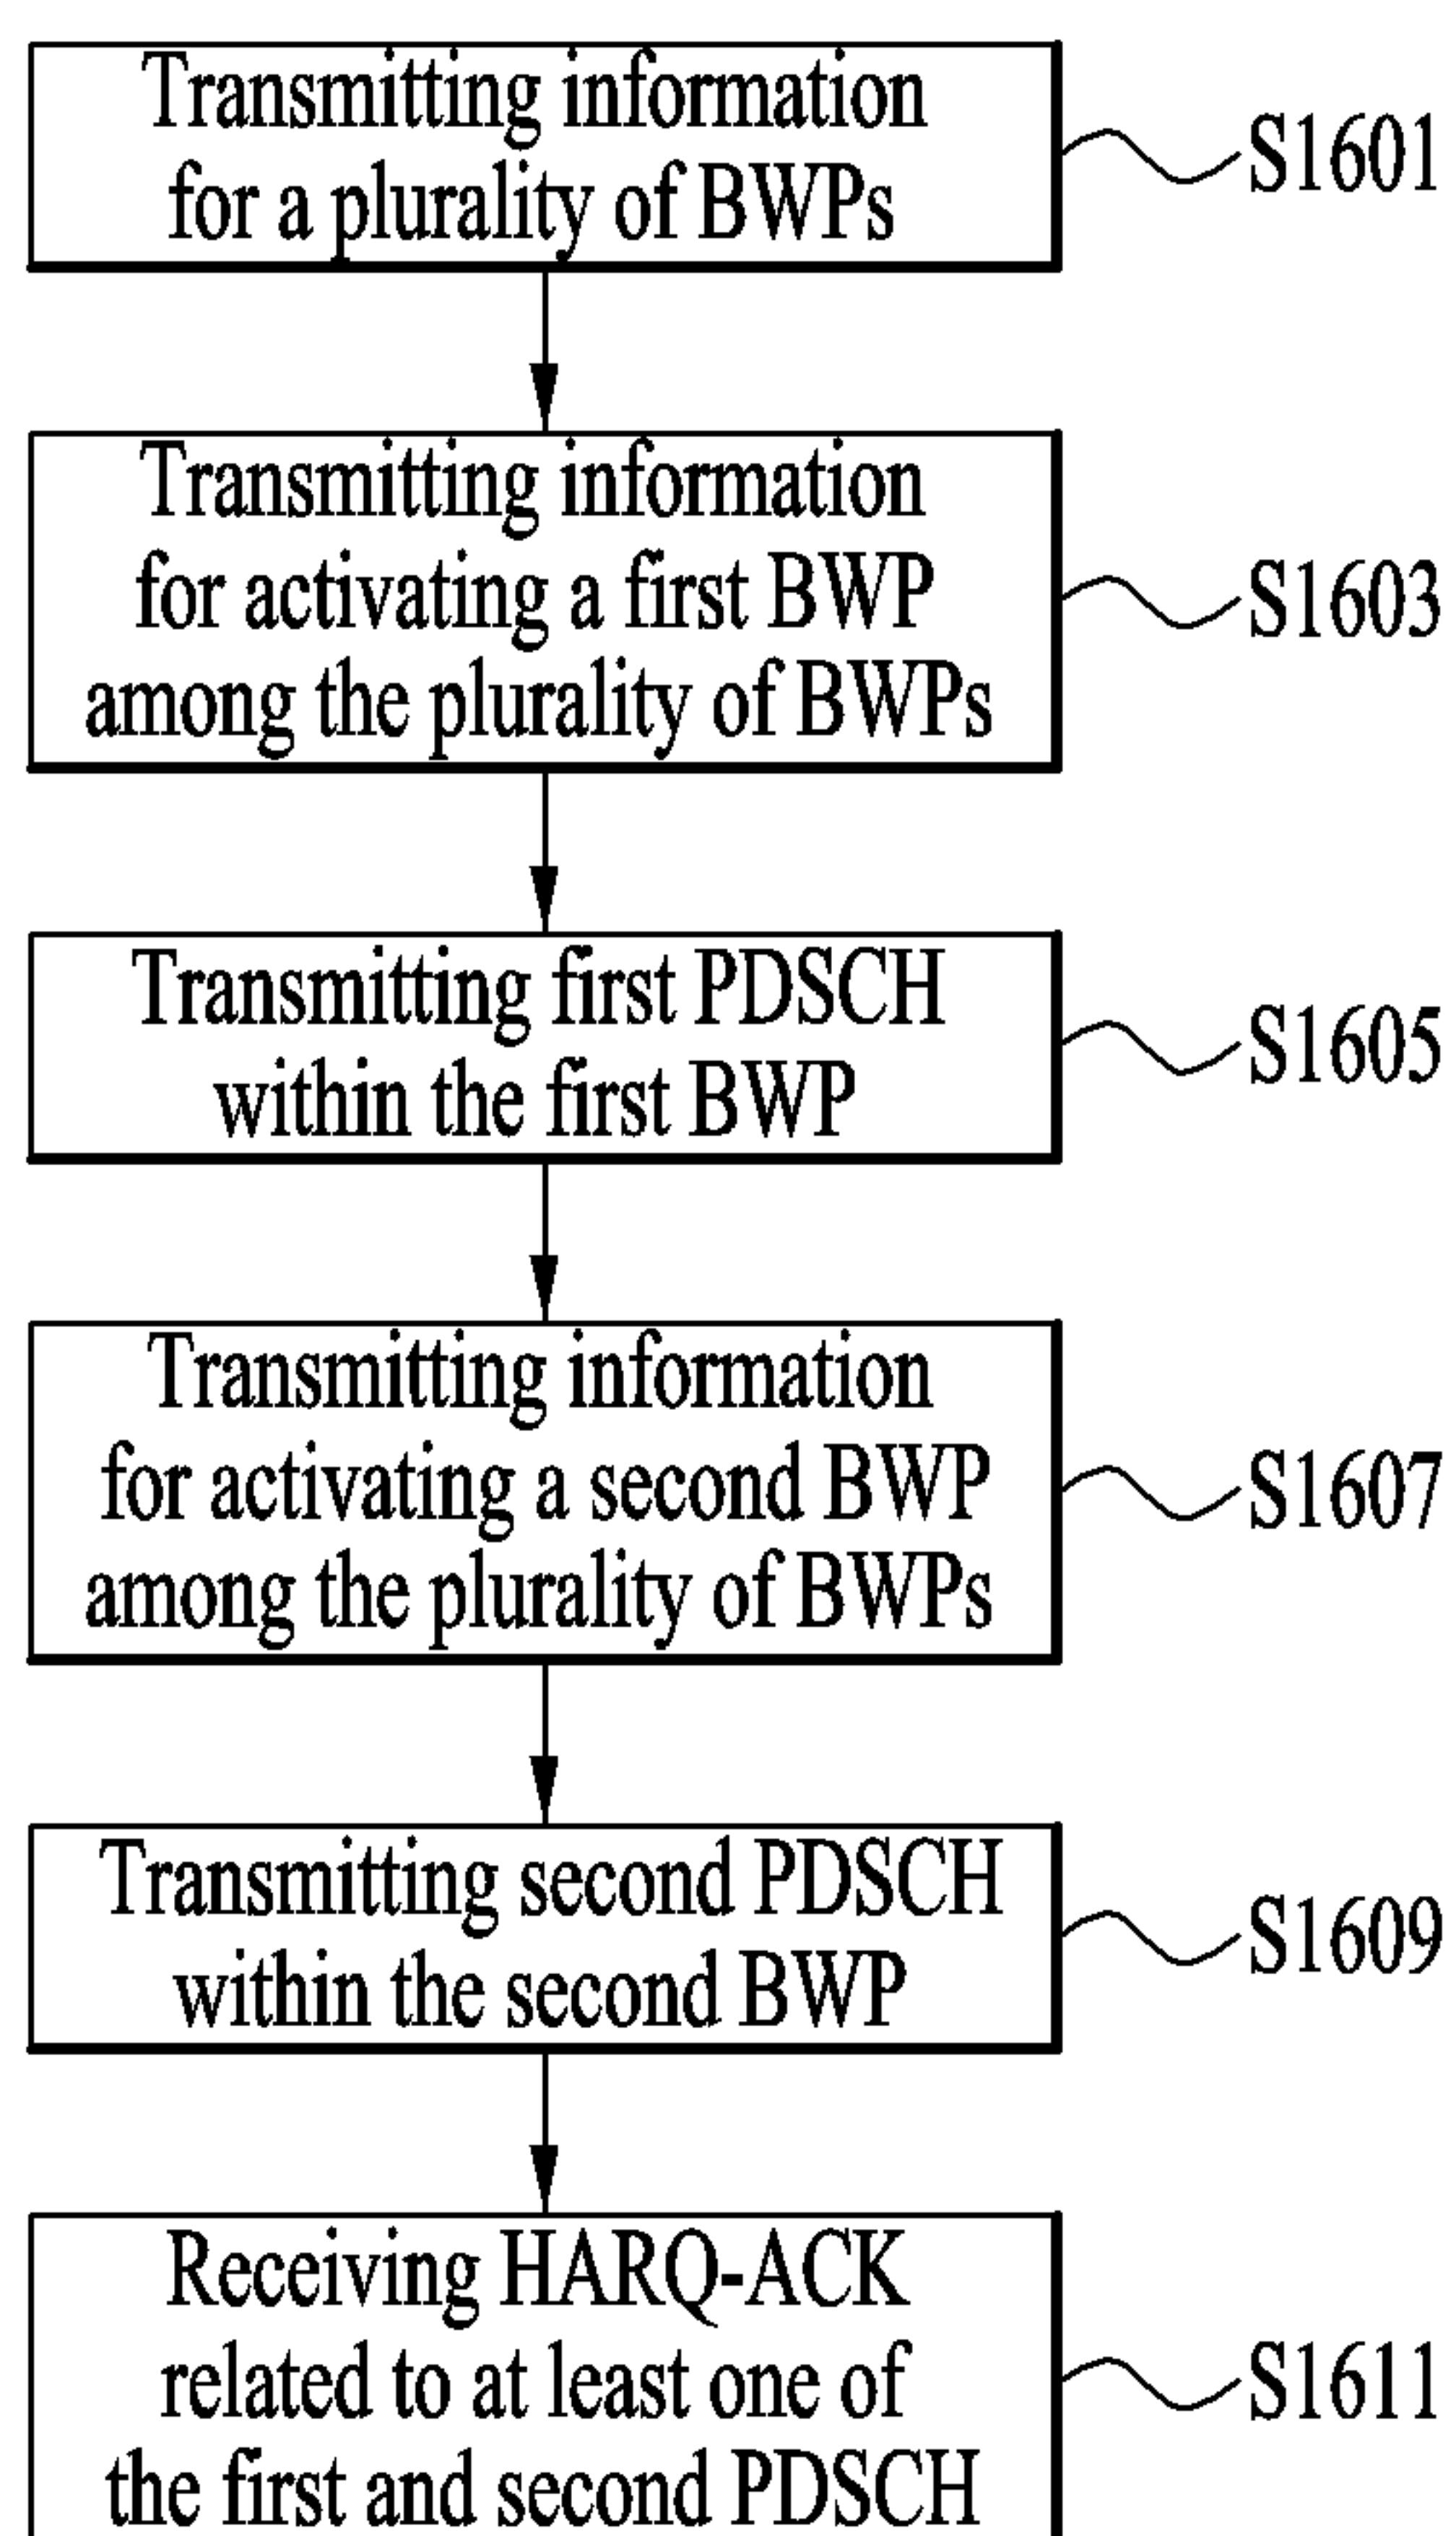 Transmitting information
for a plurality of BWPs
S1601
Transmitting information
for activating a first BWP
among the plurality of BWPs
S1603
Transmitting first PDSCH
within the first BWP
S1605
Transmitting information
for activating a second BWP
among the plurality of BWPs
S1607
Transmitting second PDSCH
within the second BWP
S1609
Receiving HARQ-ACK
related to at least one of
the first and second PDSCH
S1611